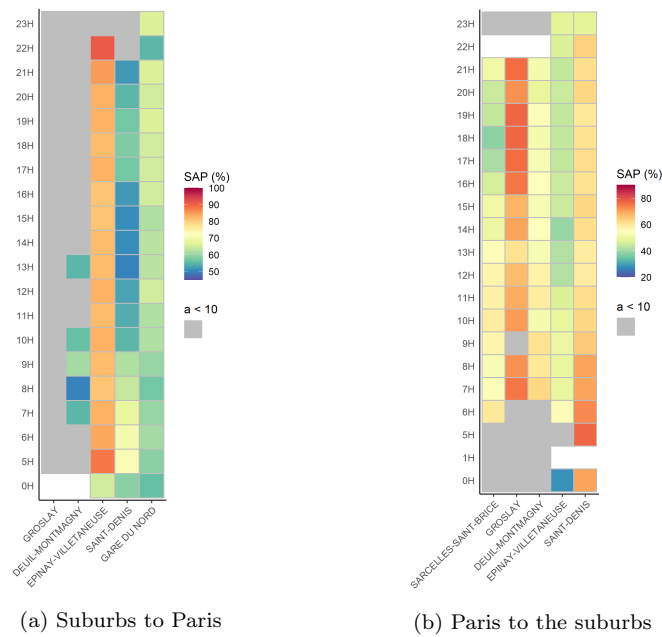 23H
22H
21H
20H
19H
18H
17H
16H
15H
14H
13H
12H
11H
10H
9H
8H
7H
6H
5H
0H
GROSLAY
DEUIL-MONTMAGNY
EPINAY-VILLETANEUSE
SAINT-DENIS
GARE DU NORD
SAP (%)
100
90
80
70
60
50
a < 10
(a) Suburbs to Paris
23H
22H
21H
20H
19H
18H
17H
16H
15H
14H
13H
12H
11H
10H
9H
8H
7H
6H
5H
1H
0H
SARCELLES-SAINT-BRICE
GROSLAY
DEUIL-MONTMAGNY
EPINAY-VILLETANEUSE
SAINT-DENIS
SAP (%)
80
60
40
20
a < 10
(b) Paris to the suburbs